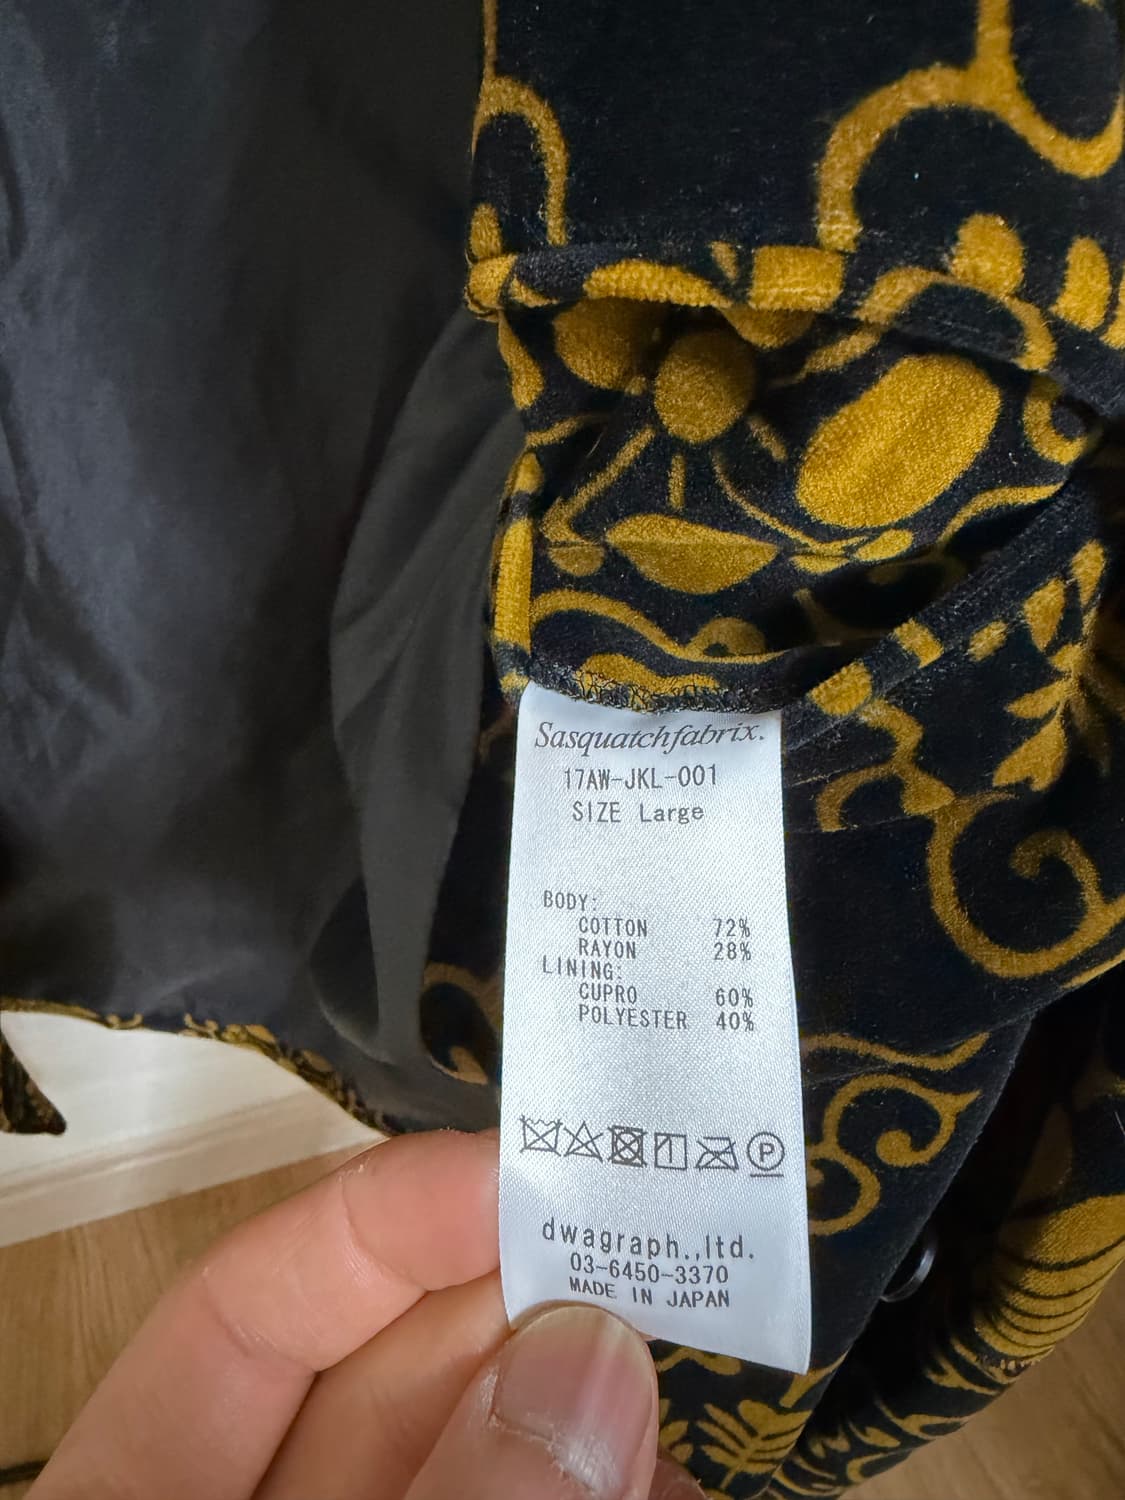 Sasquatchfabrix.
17AW-JKL-001
SIZE Large
BODY:
COTTON 72%
RAYON 28%
LINING:
CUPRO 60%
POLYESTER 40%
P
dwagraph.,ltd.
03-6450-3370
MADE IN JAPAN